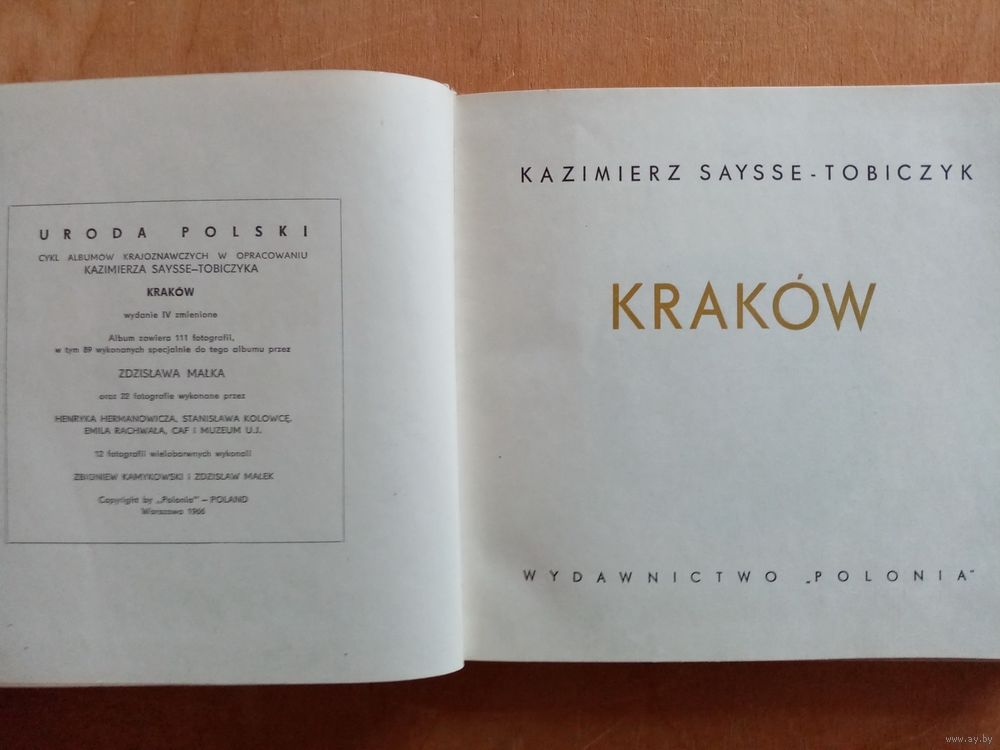 URODA POLSKI
CYKL ALBUMÓW KRAJOZNAWCZYCH W OPRACOWANIU
KAZIMIERZA SAYSSE-TOBICZYKA
KRAKÓW
wydanie IV zmienione
Album zawiera 111 fotografii,
w tym 89 wykonanych specjalnie do tego albumu przez
ZDZISŁAWA MAŁKA
oraz 22 fotografie wykonane przez
HENRYKA HERMANOWICZA, STANISŁAWA KOLOWCĘ,
EMILA RACHWAŁA, CAF I MUZEUM U.J.
12 fotografii wielobarwnych wykonali
ZBIGNIEW KAMYKOWSKI I ZDZISŁAW MAŁEK
Copyright by „Polonia" – POLAND
Warszawa 1966
KAZIMIERZ SAYSSE-TOBICZYK
KRAKÓW
WYDAWNICTWO „POLONIA"
www.ay.by